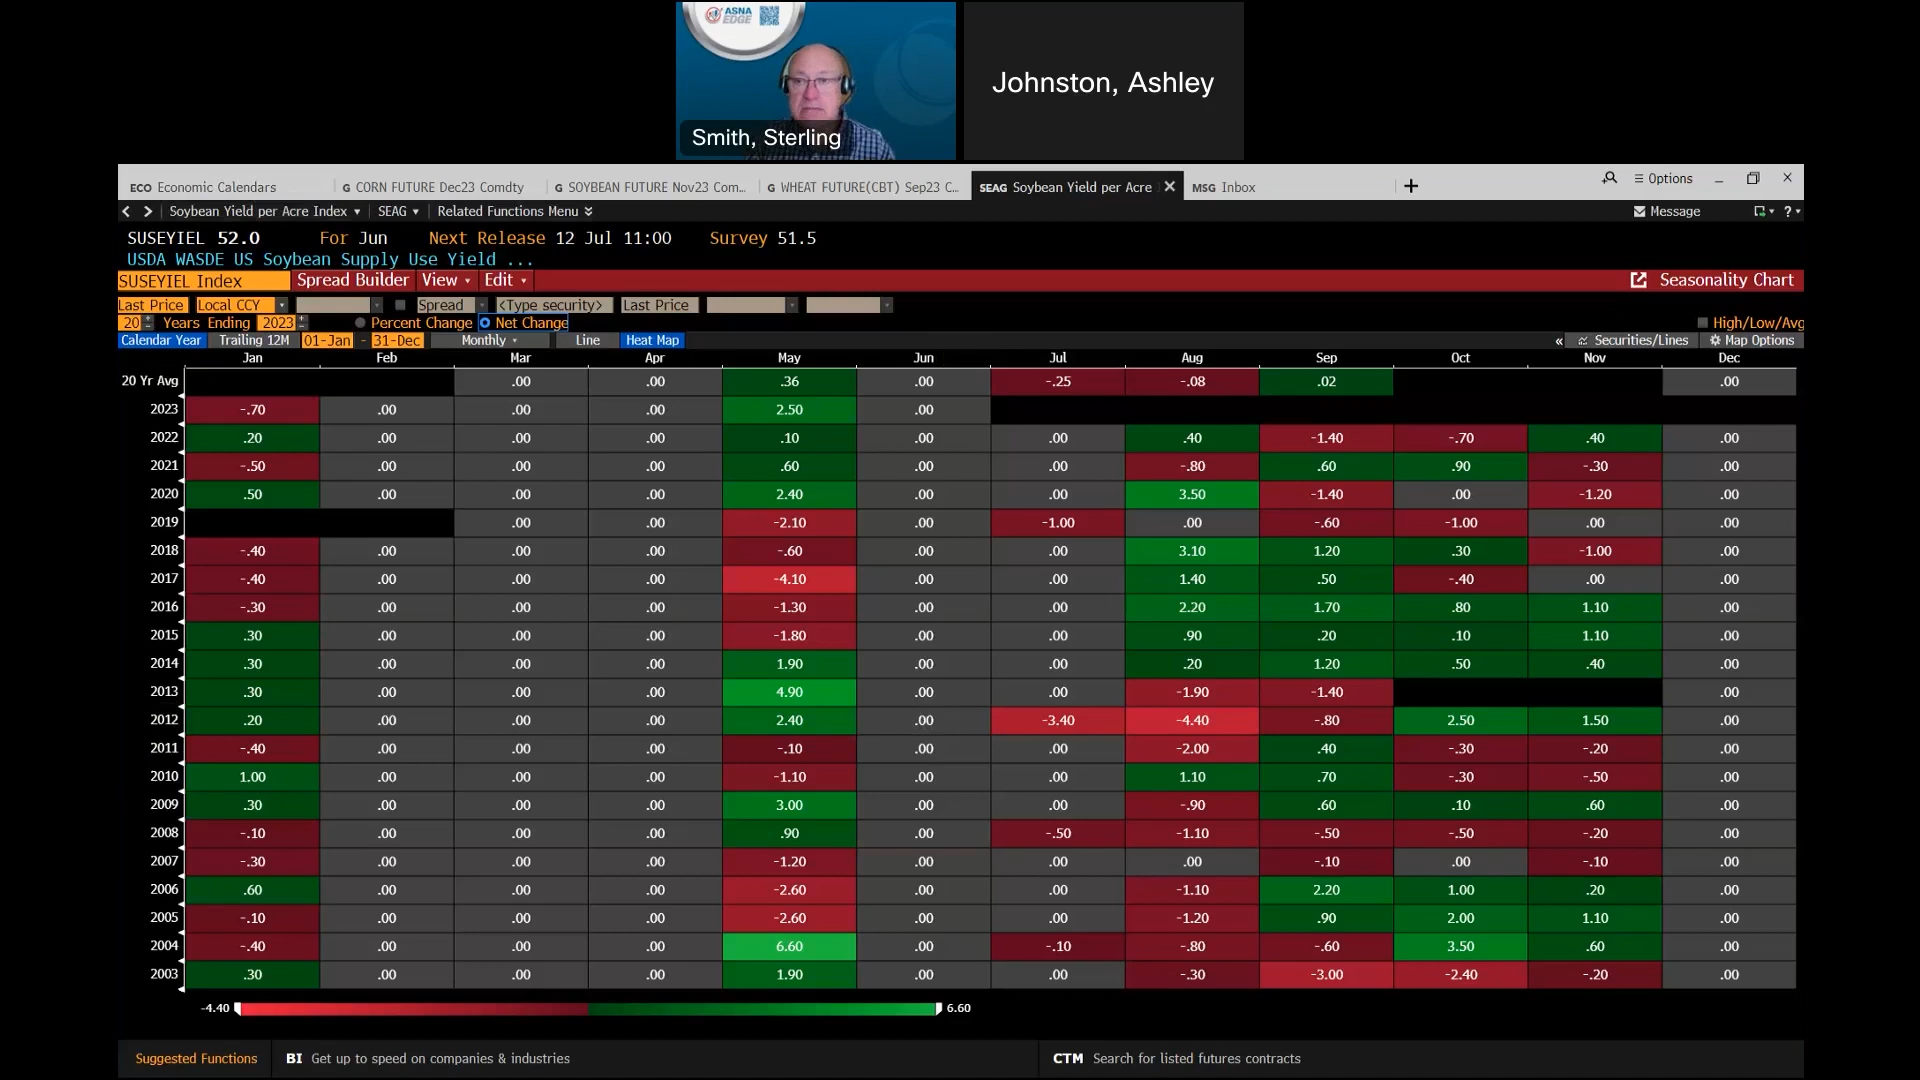 ASNA
EDGE
Smith, Sterling
Johnston, Ashley
ECO Economic Calendars G CORN FUTURE Dec23 Comdty G SOYBEAN FUTURE Nov23 Com... G WHEAT FUTURE(CBT) Sep23 C... SEAG Soybean Yield per Acre MSG Inbox Options
Soybean Yield per Acre Index SEAG Related Functions Menu Message ?
SUSEYIEL 52.0 For Jun Next Release 12 Jul 11:00 Survey 51.5
USDA WASDE US Soybean Supply Use Yield ...
SUSEYIEL Index Spread Builder View Edit Seasonality Chart
Last Price Local CCY Spread <Type security> Last Price
20 Years Ending 2023 Percent Change Net Change High/Low/Avg
Calendar Year Trailing 12M 01-Jan - 31-Dec Monthly Line Heat Map « Securities/Lines Map Options
Jan Feb Mar Apr May Jun Jul Aug Sep Oct Nov Dec
20 Yr Avg .00 .00 .36 .00 -.25 -.08 .02 .00
2023 -.70 .00 .00 .00 2.50 .00
2022 .20 .00 .00 .00 .10 .00 .00 .40 -1.40 -.70 .40 .00
2021 -.50 .00 .00 .00 .60 .00 .00 -.80 .60 .90 -.30 .00
2020 .50 .00 .00 .00 2.40 .00 .00 3.50 -1.40 .00 -1.20 .00
2019 .00 .00 -2.10 .00 -1.00 .00 -.60 -1.00 .00 .00
2018 -.40 .00 .00 .00 -.60 .00 .00 3.10 1.20 .30 -1.00 .00
2017 -.40 .00 .00 .00 -4.10 .00 .00 1.40 .50 -.40 .00 .00
2016 -.30 .00 .00 .00 -1.30 .00 .00 2.20 1.70 .80 1.10 .00
2015 .30 .00 .00 .00 -1.80 .00 .00 .90 .20 .10 1.10 .00
2014 .30 .00 .00 .00 1.90 .00 .00 .20 1.20 .50 .40 .00
2013 .30 .00 .00 .00 4.90 .00 .00 -1.90 -1.40 .00
2012 .20 .00 .00 .00 2.40 .00 -3.40 -4.40 -.80 2.50 1.50 .00
2011 -.40 .00 .00 .00 -.10 .00 .00 -2.00 .40 -.30 -.20 .00
2010 1.00 .00 .00 .00 -1.10 .00 .00 1.10 .70 -.30 -.50 .00
2009 .30 .00 .00 .00 3.00 .00 .00 -.90 .60 .10 .60 .00
2008 -.10 .00 .00 .00 .90 .00 -.50 -1.10 -.50 -.50 -.20 .00
2007 -.30 .00 .00 .00 -1.20 .00 .00 .00 -.10 .00 -.10 .00
2006 .60 .00 .00 .00 -2.60 .00 .00 -1.10 2.20 1.00 .20 .00
2005 -.10 .00 .00 .00 -2.60 .00 .00 -1.20 .90 2.00 1.10 .00
2004 -.40 .00 .00 .00 6.60 .00 -.10 -.80 -.60 3.50 .60 .00
2003 .30 .00 .00 .00 1.90 .00 .00 -.30 -3.00 -2.40 -.20 .00
-4.40 6.60
Suggested Functions BI Get up to speed on companies & industries CTM Search for listed futures contracts